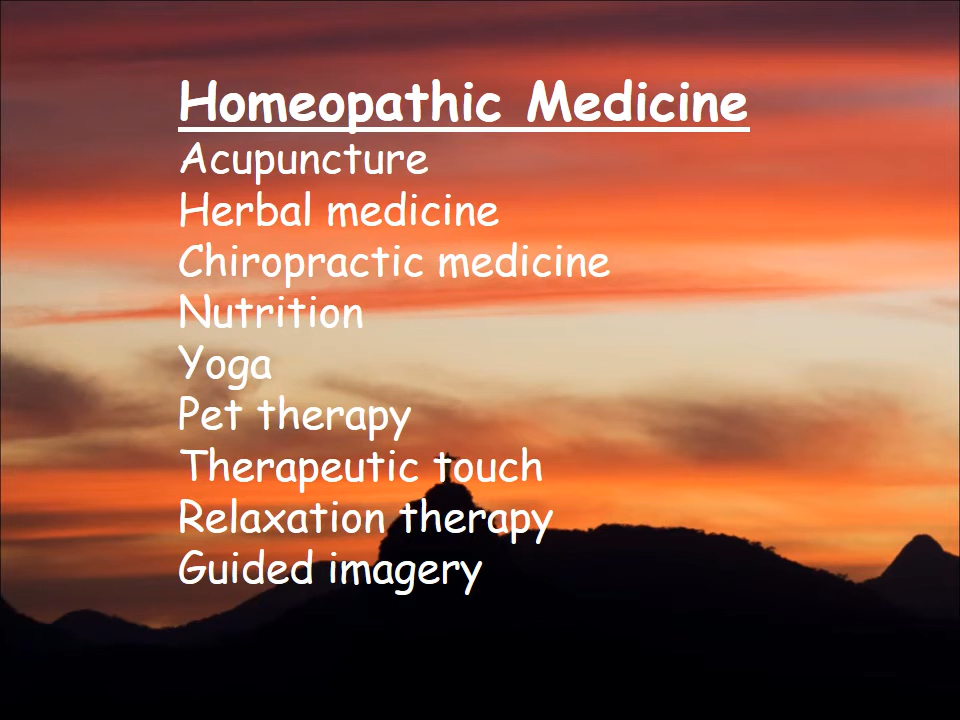 Homeopathic Medicine
Acupuncture
Herbal medicine
Chiropractic medicine
Nutrition
Yoga
Pet therapy
Therapeutic touch
Relaxation therapy
Guided imagery